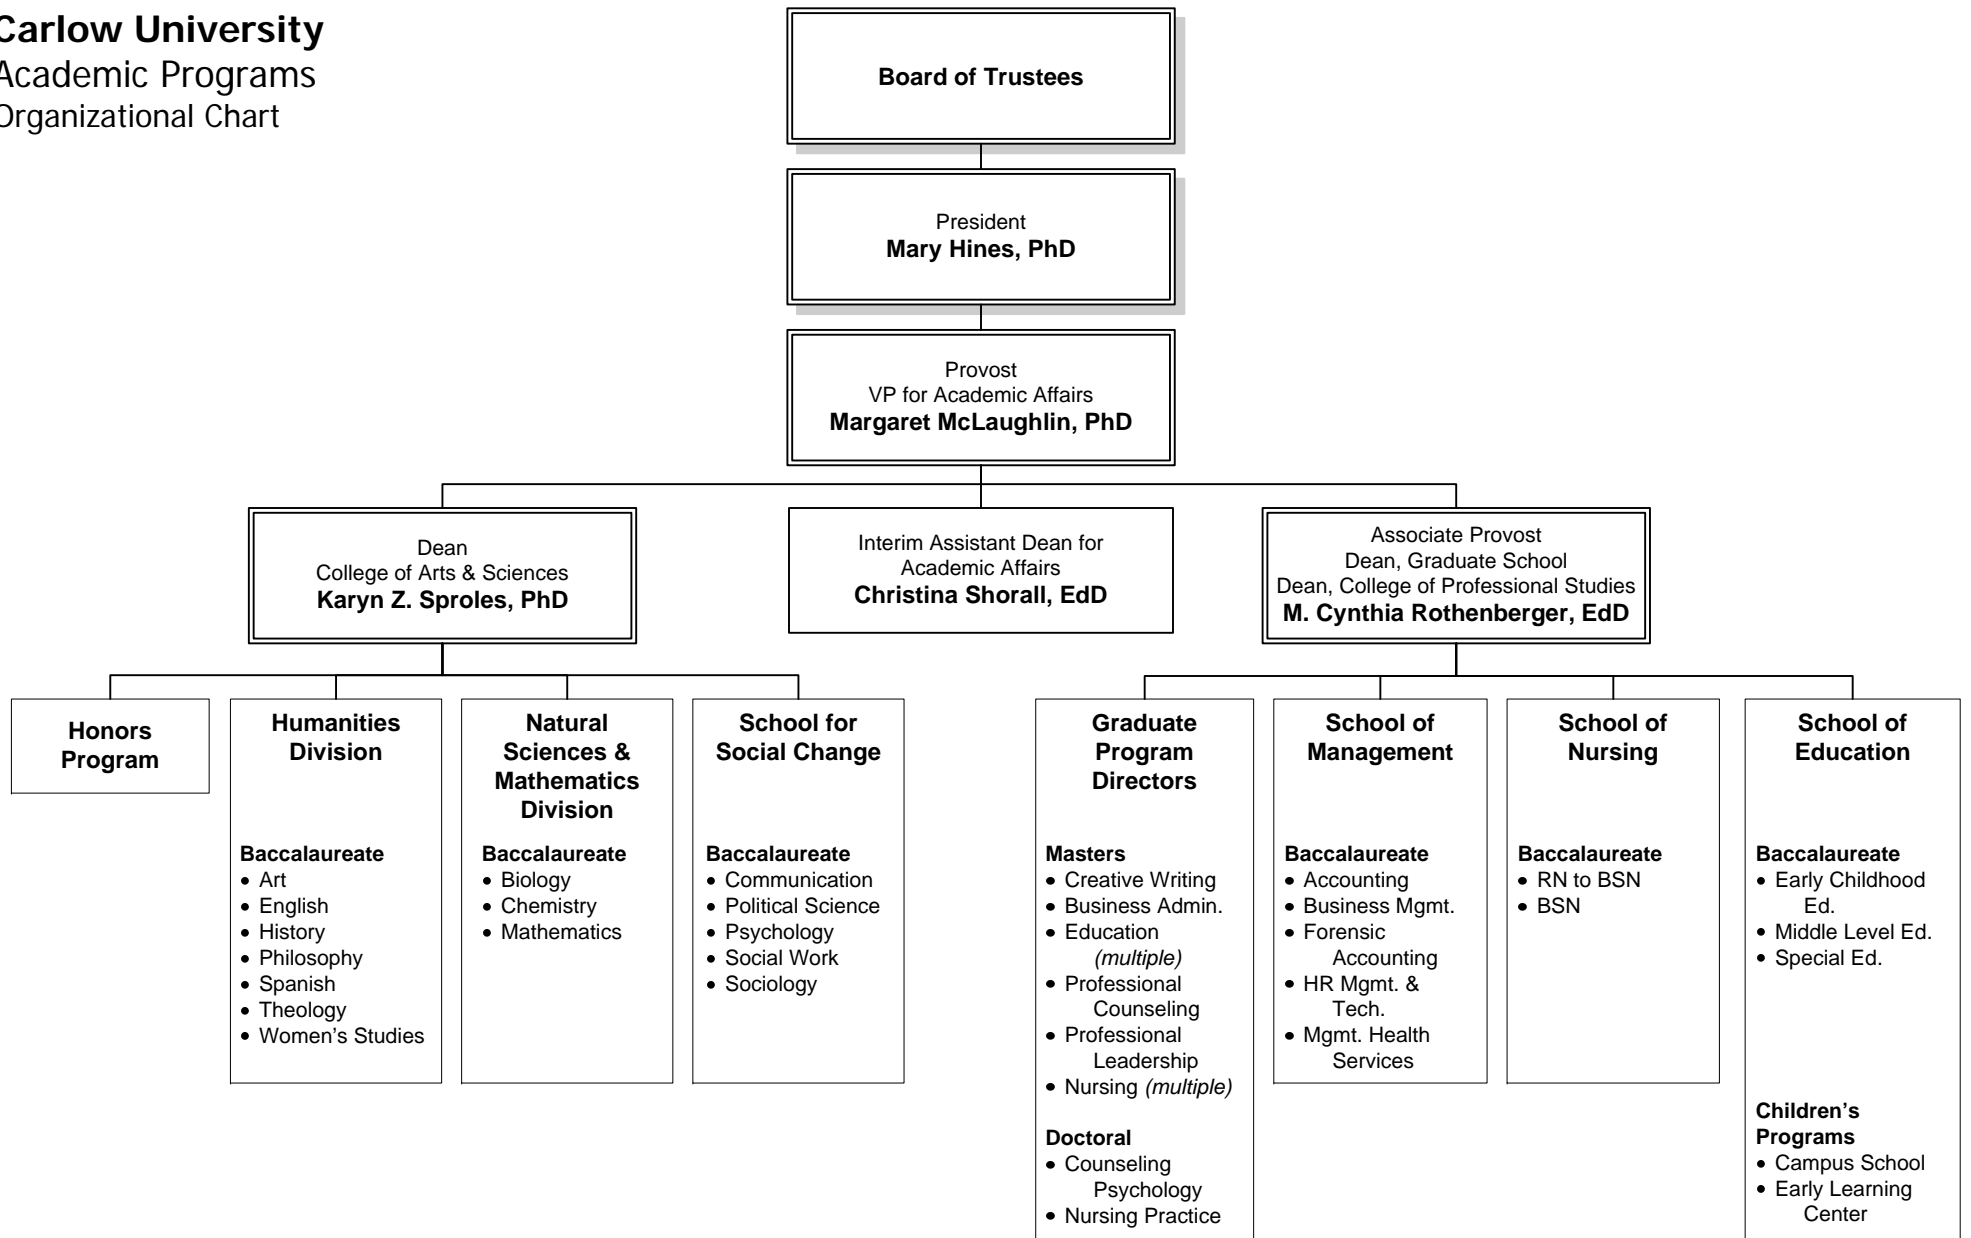 Carlow University
Academic Programs
Organizational Chart
Board of Trustees
President
Mary Hines, PhD
Provost
VP for Academic Affairs
Margaret McLaughlin, PhD
Dean
College of Arts & Sciences
Karyn Z. Sproles, PhD
Interim Assistant Dean for
Academic Affairs
Christina Shorall, EdD
Associate Provost
Dean, Graduate School
Dean, College of Professional Studies
M. Cynthia Rothenberger, EdD
Honors
Program
Humanities
Division
Baccalaureate
• Art
• English
• History
• Philosophy
• Spanish
• Theology
• Women’s Studies
Natural
Sciences &
Mathematics
Division
Baccalaureate
• Biology
• Chemistry
• Mathematics
School for
Social Change
Baccalaureate
• Communication
• Political Science
• Psychology
• Social Work
• Sociology
Graduate
Program
Directors
Masters
• Creative Writing
• Business Admin.
• Education
(multiple)
• Professional
Counseling
• Professional
Leadership
• Nursing (multiple)
Doctoral
• Counseling
Psychology
• Nursing Practice
School of
Management
Baccalaureate
• Accounting
• Business Mgmt.
• Forensic
Accounting
• HR Mgmt. &
Tech.
• Mgmt. Health
Services
School of
Nursing
Baccalaureate
• RN to BSN
• BSN
School of
Education
Baccalaureate
• Early Childhood
Ed.
• Middle Level Ed.
• Special Ed.
Children’s
Programs
• Campus School
• Early Learning
Center